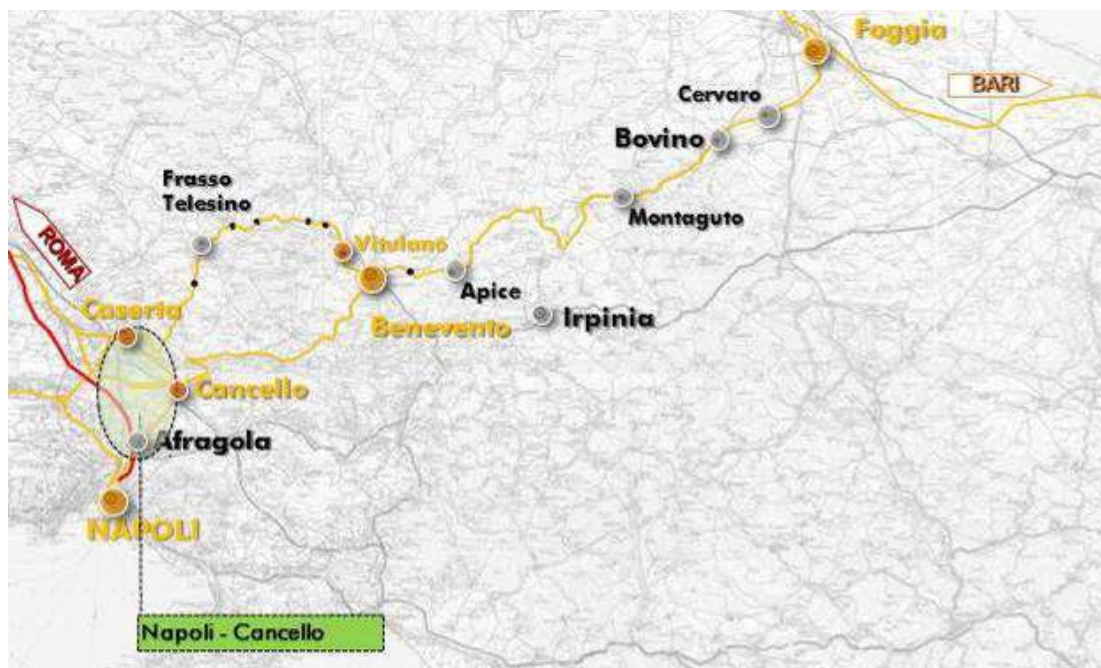 Foggia
BARI
Cervaro
Bovino
Frasso
Telesino
Montaguto
ROMA
Vitulano
Apice
Caserta
Irpinia
Benevento
Cancello
Afragola
NAPOLI
Napoli - Cancello